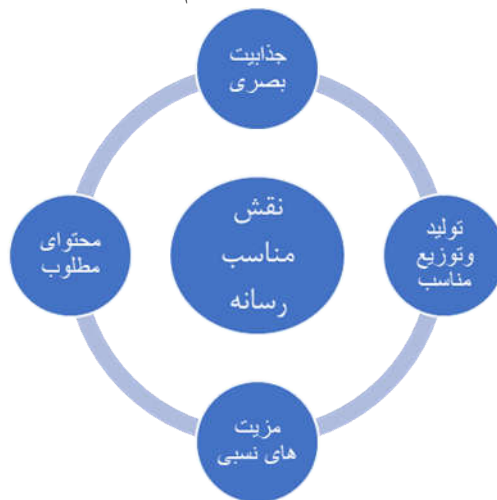 جذابیت
بصری
تولید
وتوزیع
مناسب
مزیت
های نسبی
محتوای
مطلوب
نقش
مناسب
رسانه